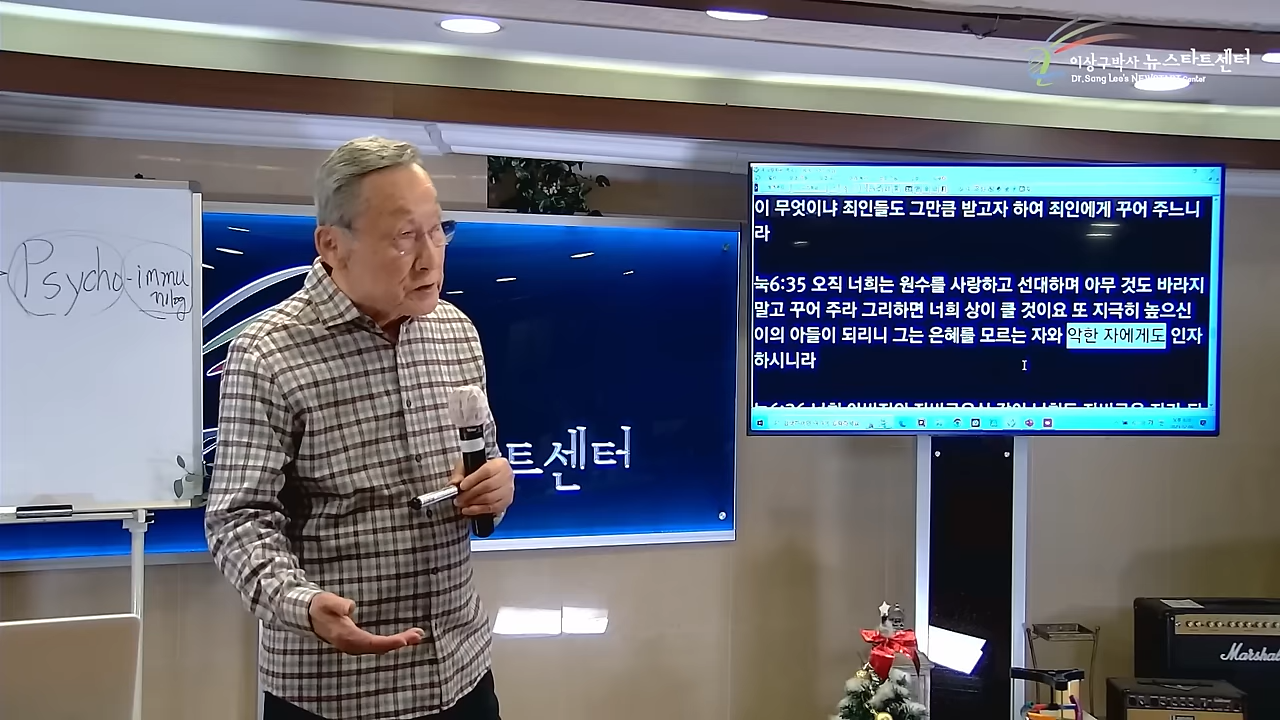 이상구박사 뉴스타트센터
Dr.Sang Lee's NEWSTART Center
Psycho-immu
nilog
트센터
이 무엇이냐 죄인들도 그만큼 받고자 하여 죄인에게 꾸어 주느니
라
눅6:35 오직 너희는 원수를 사랑하고 선대하며 아무 것도 바라지
말고 꾸어 주라 그리하면 너희 상이 클 것이요 또 지극히 높으신
이의 아들이 되리니 그는 은혜를 모르는 자와 악한 자에게도 인자
하시니라
Marshal